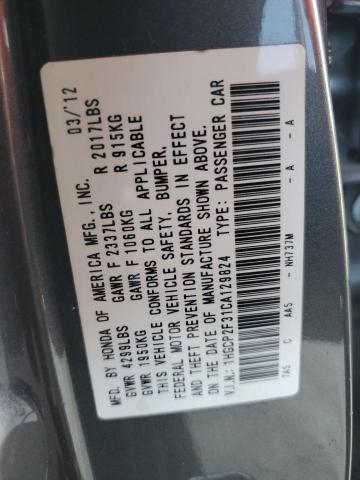 MFD. BY HONDA OF AMERICA MFG., INC. 03/'12
GVWR 4299LBS GAWR F 2337LBS R 2017LBS
GVWR 1950KG GAWR F 1060KG R 915KG
THIS VEHICLE CONFORMS TO ALL APPLICABLE
FEDERAL MOTOR VEHICLE SAFETY, BUMPER,
AND THEFT PREVENTION STANDARDS IN EFFECT
ON THE DATE OF MANUFACTURE SHOWN ABOVE.
V.I.N.: 1HGCP2F31CA129824 TYPE: PASSENGER CAR
TA5 C AA5 - NH737M - A - A